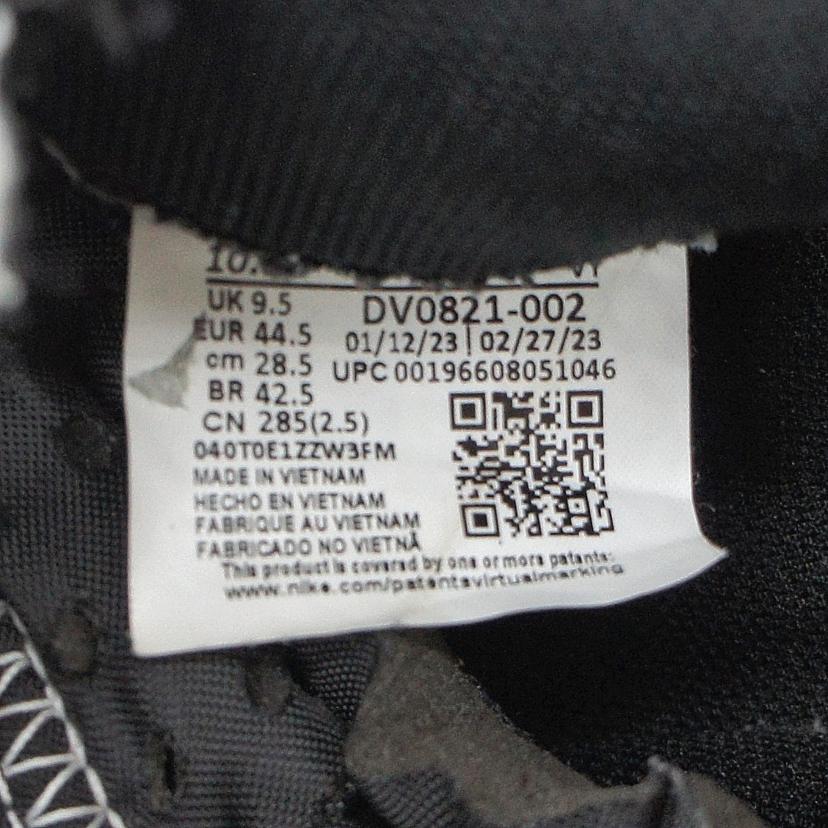 10.
UK 9.5
DV0821-002
EUR 44.5
01/12/23 | 02/27/23
cm 28.5
UPC 00196608051046
BR 42.5
CN 285(2.5)
040T0E1ZZW3FM
MADE IN VIETNAM
HECHO EN VIETNAM
FABRIQUE AU VIETNAM
FABRICADO NO VIETNÃ
This product is covered by one or more patents:
www.nike.com/patentsvirtualmarking